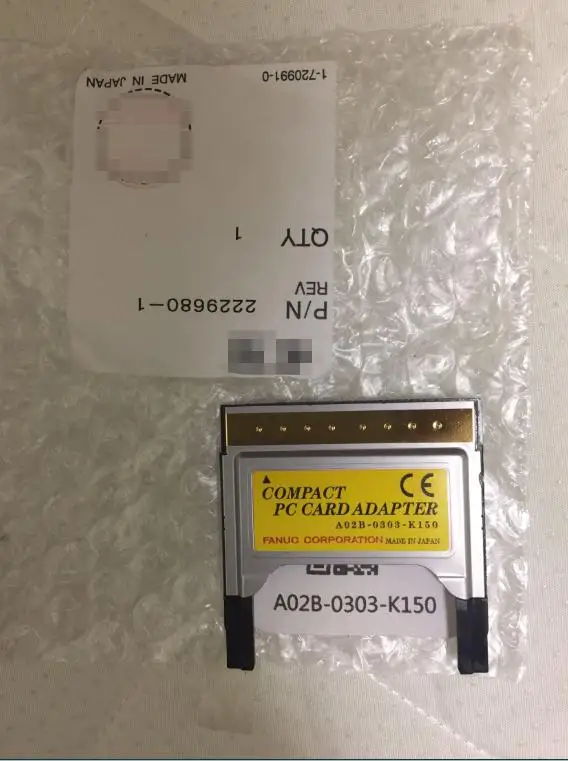 MADE IN JAPAN
1-720991-0
QTY 1
REV
P/N 2229680-1
COMPACT
PC CARD ADAPTER
A02B-0303-K150
FANUC CORPORATION MADE IN JAPAN
CE
A02B-0303-K150